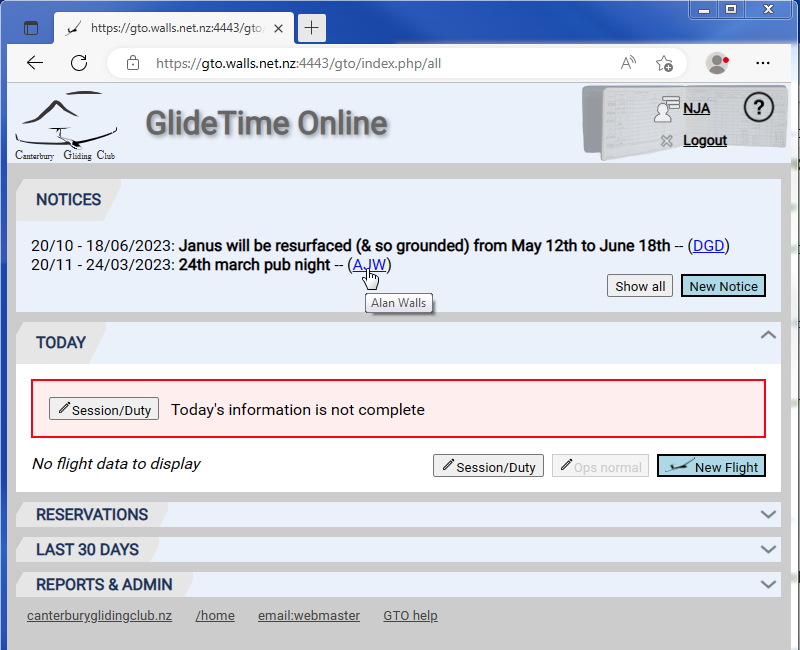 https://gto.walls.net.nz:4443/gto/
https://gto.walls.net.nz:4443/gto/index.php/all
Canterbury Gliding Club
GlideTime Online
NJA
?
Logout
NOTICES
20/10 - 18/06/2023: Janus will be resurfaced (& so grounded) from May 12th to June 18th -- (DGD)
20/11 - 24/03/2023: 24th march pub night -- (AJW)
Show all New Notice
Alan Walls
TODAY
Session/Duty Today's information is not complete
No flight data to display Session/Duty Ops normal New Flight
RESERVATIONS
LAST 30 DAYS
REPORTS & ADMIN
canterburyglidingclub.nz /home email:webmaster GTO help